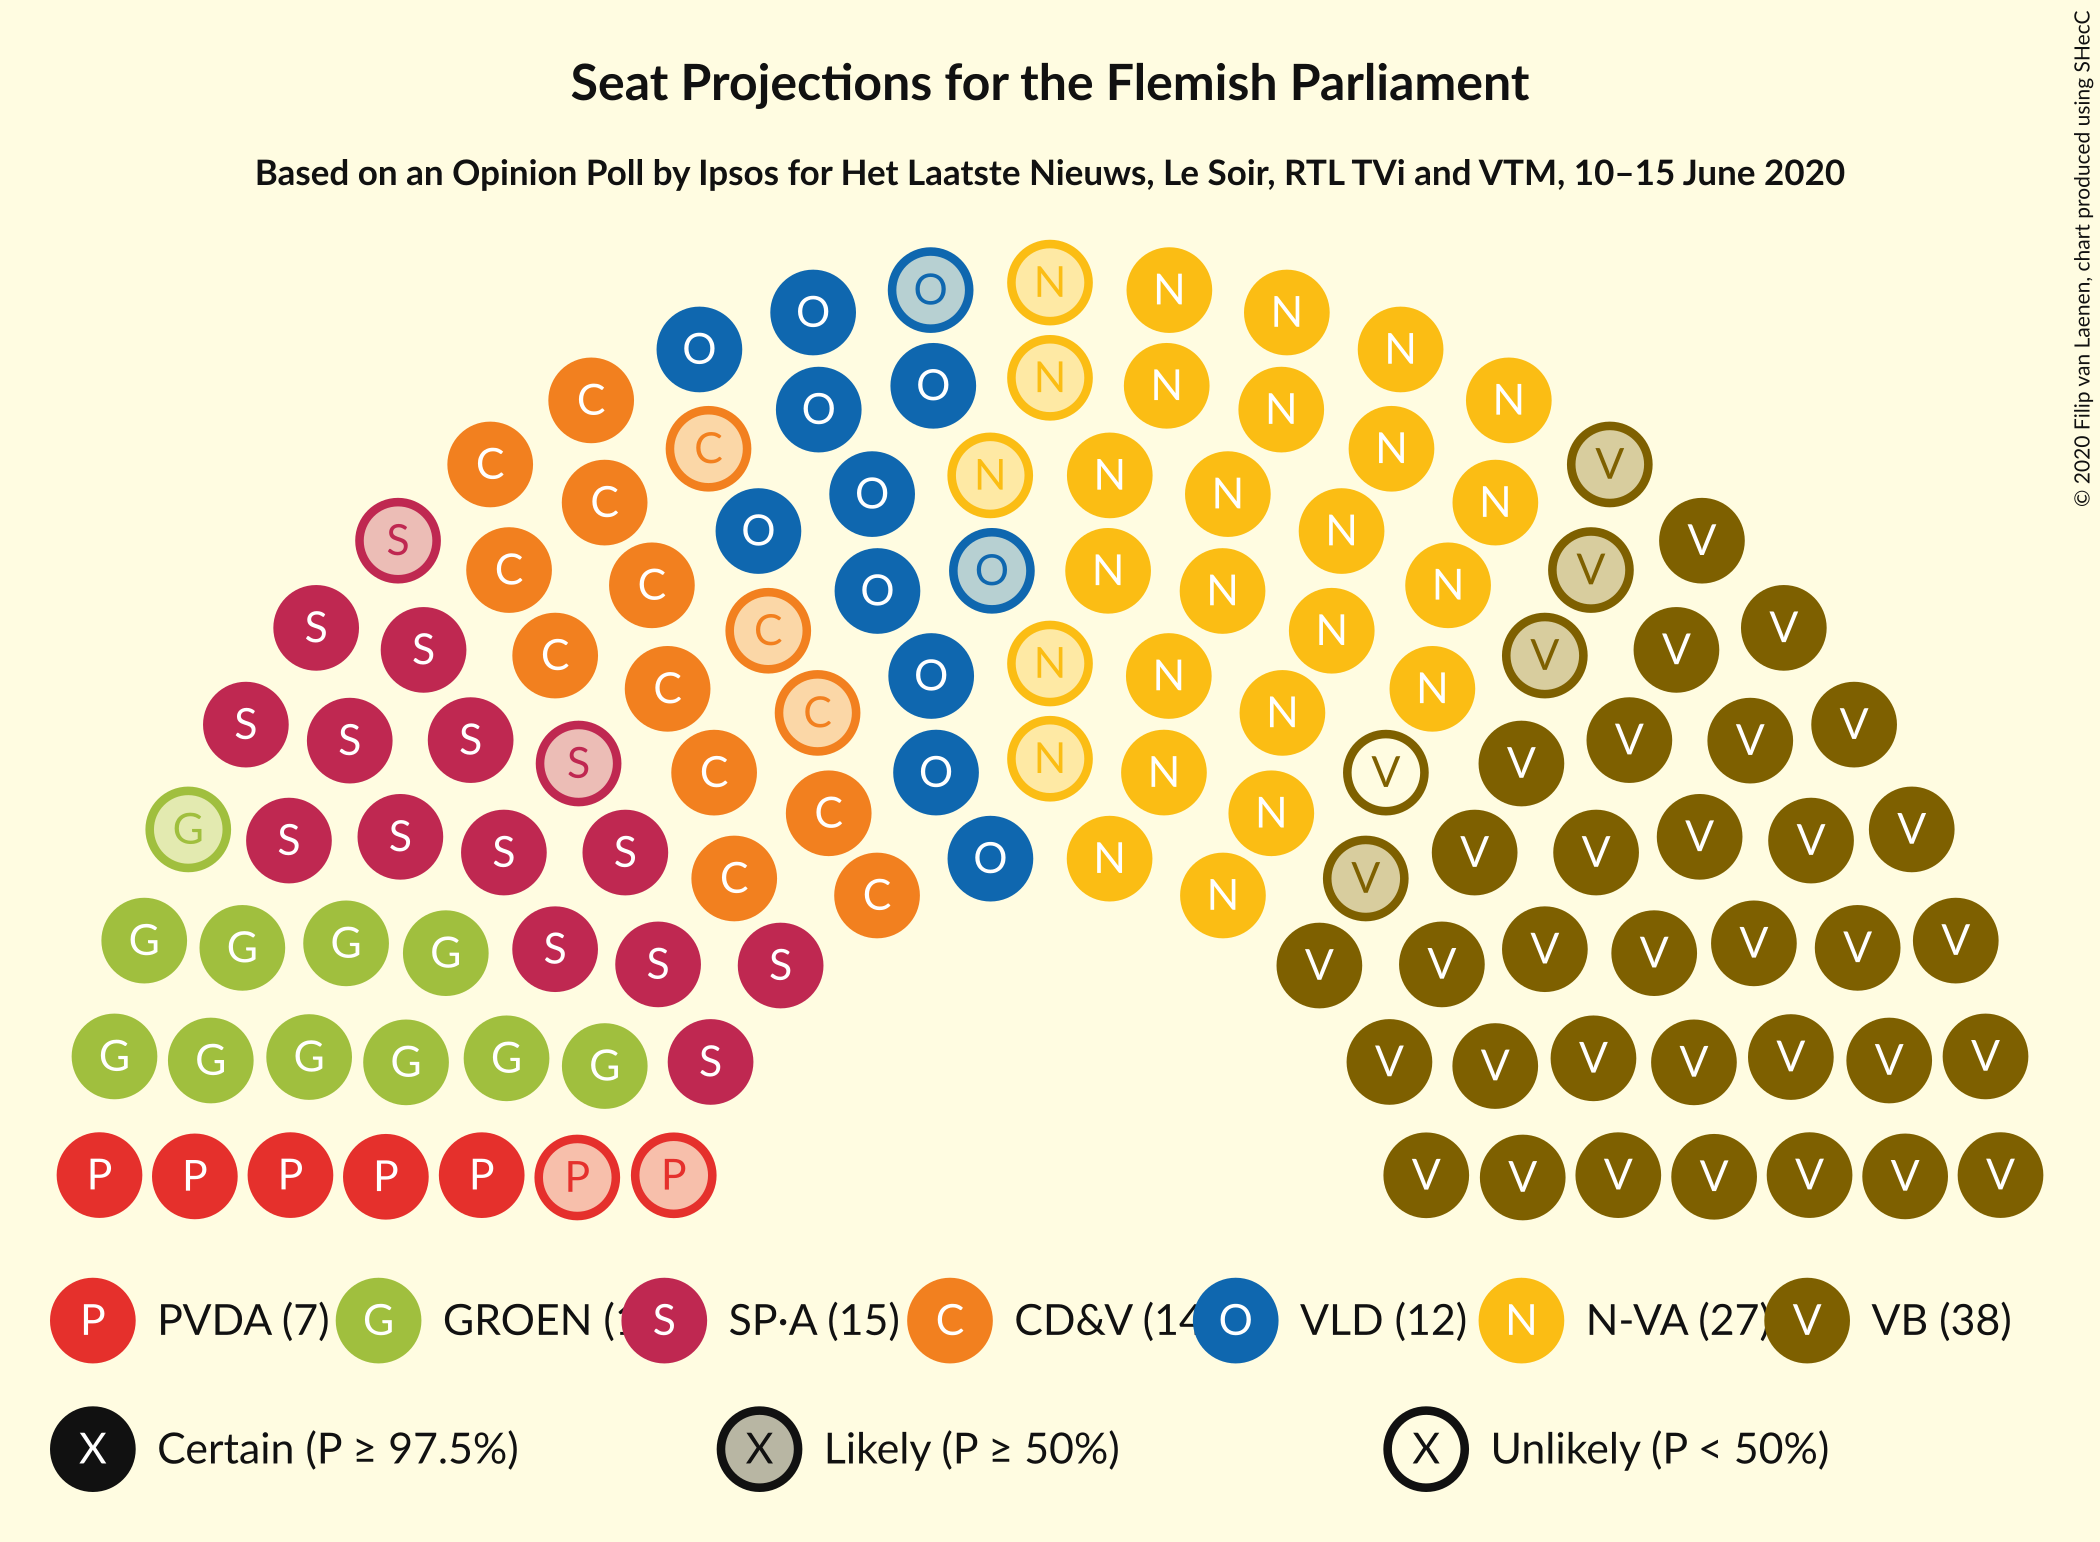 Seat Projections for the Flemish Parliament
Based on an Opinion Poll by Ipsos for Het Laatste Nieuws, Le Soir, RTL TVi and VTM, 10–15 June 2020
© 2020 Filip van Laenen, chart produced using SHecC
O N N
O O N N
O O N N N
C C O N N N
C C O N N N V
C O N N N V
S C C O O N N N N V V
S S C C O C N N N V V V
S S S C C C O N N N N V V V
S S S S C C O N N V V V V V
G S S S S C C O N N V V V V V V
G G G G S S S V V V V V V V
G G G G G G S V V V V V V V
P P P P P P P V V V V V V V
P PVDA (7) G GROEN (1 S SP·A (15) C CD&V (14 O VLD (12) N N-VA (27) V VB (38)
X Certain (P ≥ 97.5%) X Likely (P ≥ 50%) X Unlikely (P < 50%)